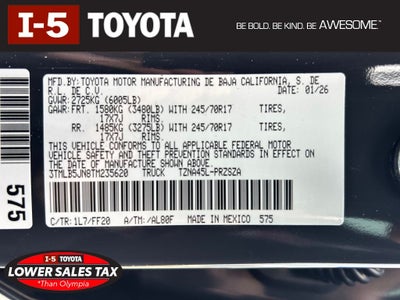 I-5 TOYOTA
BE BOLD. BE KIND. BE AWESOME.™
MFD.BY:TOYOTA MOTOR MANUFACTURING DE BAJA CALIFORNIA, S. DE
R.L. DE C.V. 01/26
GVWR:2725KG (6005LB)
GAWR:FRT. 1580KG (3480LB)WITH 245/70R17 TIRES,
17X7J RIMS,
RR. 1485KG (3275LB)WITH 245/70R17 TIRES,
17X7J RIMS,
THIS VEHICLE CONFORMS TO ALL APPLICABLE FEDERAL MOTOR
VEHICLE SAFETY STANDARDS IN EFFECT ON THE DATE OF
MANUFACTURE SHOWN ABOVE.
3TMLB5JN8TM235620 TRUCK TZNA45L-PRZSZA
C/TR:1L7/FF20 A/TM:/AL80F MADE IN MEXICO 575
575
I-5 TOYOTA
LOWER SALES TAX
*Than Olympia